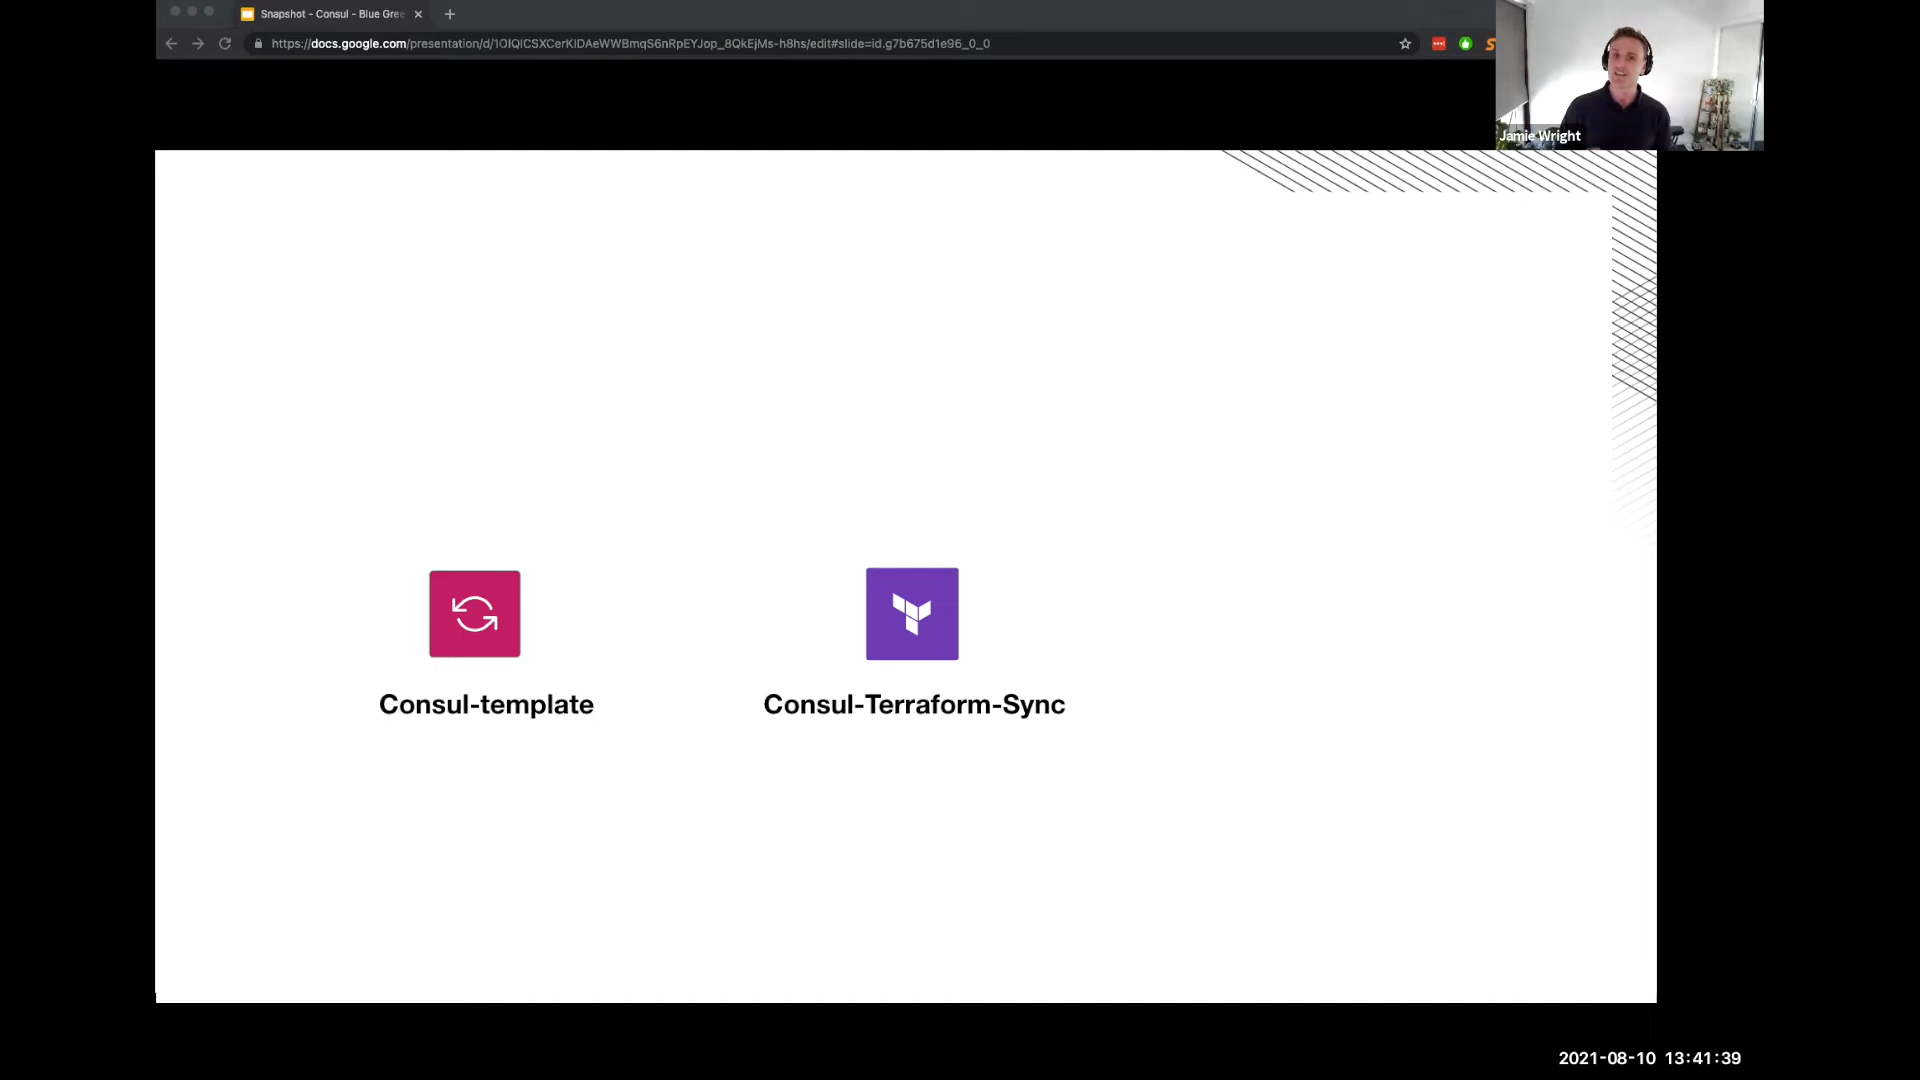 Snapshot - Consul - Blue Gree
https://docs.google.com/presentation/d/1OIQICSXCerKIDAeWWBmqS6nRpEYJop_8QkEjMs-h8hs/edit#slide=id.g7b675d1e96_0_0
Jamie Wright
Consul-template
Consul-Terraform-Sync
2021-08-10 13:41:39